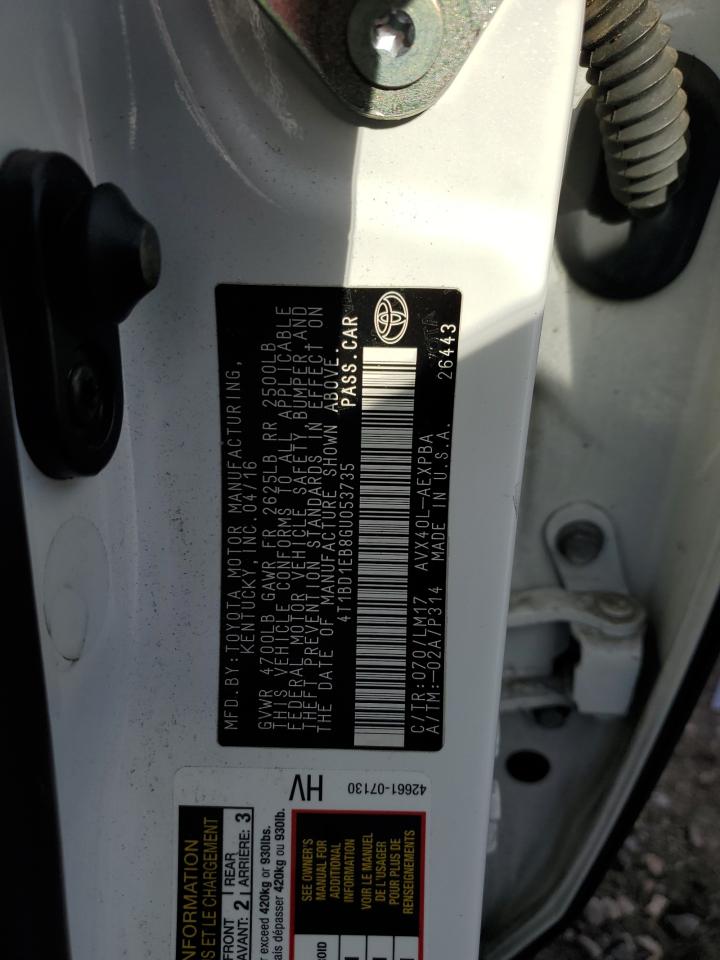 MFD.BY:TOYOTA MOTOR MANUFACTURING,
KENTUCKY, INC. 04/16
GVWR 4700LB GAWR FR 2625LB RR 2500LB
THIS VEHICLE CONFORMS TO ALL APPLICABLE
FEDERAL MOTOR VEHICLE SAFETY, BUMPER, AND
THEFT PREVENTION STANDARDS IN EFFECT ON
THE DATE OF MANUFACTURE SHOWN ABOVE.
4T1BD1EB8GU053735 PASS.CAR
C/TR:070/LM17 AVX40L-AEXPBA
A/TM:-02A/P314 MADE IN U.S.A. 26443
42661-07130
HV
INFORMATION
S ET LE CHARGEMENT
FRONT 2 REAR 3
AVANT: ARRIÈRE:
r exceed 420kg or 930lbs.
ais dépasser 420kg ou 930lb.
SEE OWNER'S
MANUAL FOR
ADDITIONAL
INFORMATION
VOIR LE MANUEL
DE L'USAGER
POUR PLUS DE
RENSEIGNEMENTS